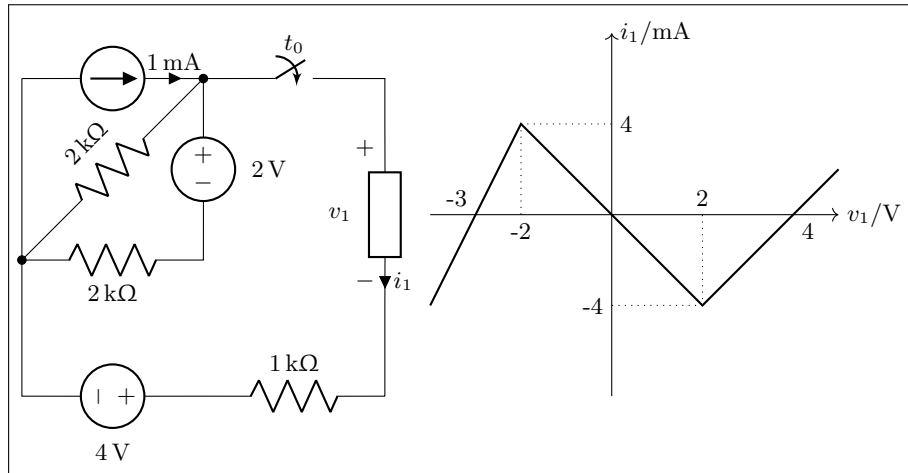 1 mA
t0
2 kΩ
+
−
2 V
2 kΩ
+
v1
−
i1
1 kΩ
− +
4 V
i1/mA
4
-3
2
-2
4
v1/V
-4